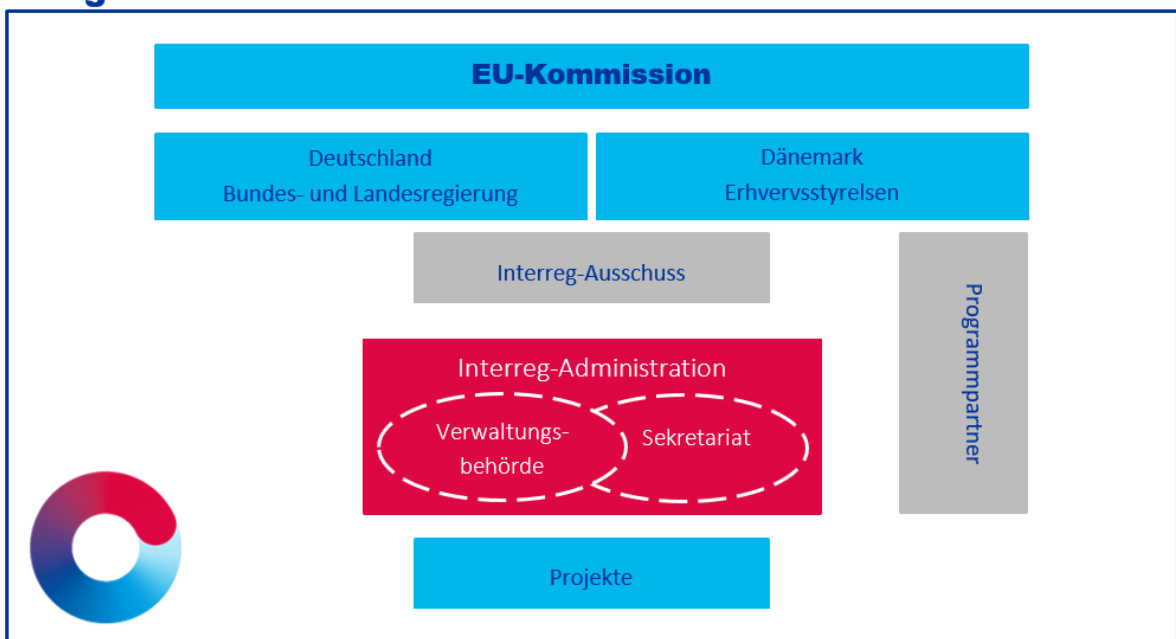 EU-Kommission
Deutschland
Bundes- und Landesregierung
Dänemark
Erhvervsstyrelsen
Interreg-Ausschuss
Programmpartner
Interreg-Administration
Verwaltungs-
behörde
Sekretariat
Projekte